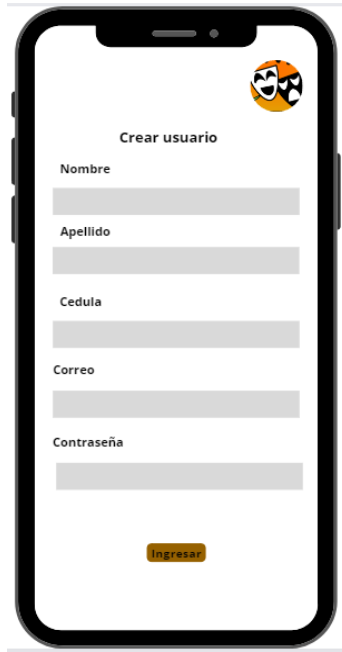 Crear usuario
Nombre
Apellido
Cedula
Correo
Contraseña
Ingresar